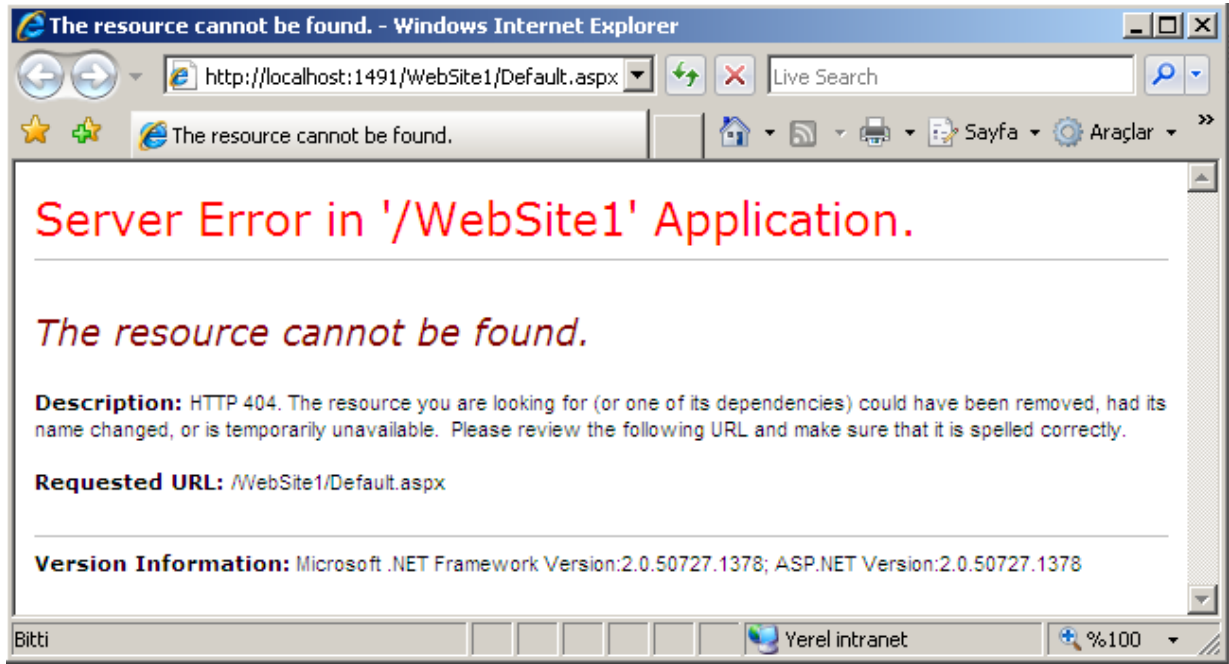 The resource cannot be found. - Windows Internet Explorer
http://localhost:1491/WebSite1/Default.aspx
Live Search
The resource cannot be found.
Sayfa
Araçlar
»
Server Error in '/WebSite1' Application.
The resource cannot be found.
Description: HTTP 404. The resource you are looking for (or one of its dependencies) could have been removed, had its
name changed, or is temporarily unavailable.  Please review the following URL and make sure that it is spelled correctly.
Requested URL: /WebSite1/Default.aspx
Version Information: Microsoft .NET Framework Version:2.0.50727.1378; ASP.NET Version:2.0.50727.1378
Bitti
Yerel intranet
%100